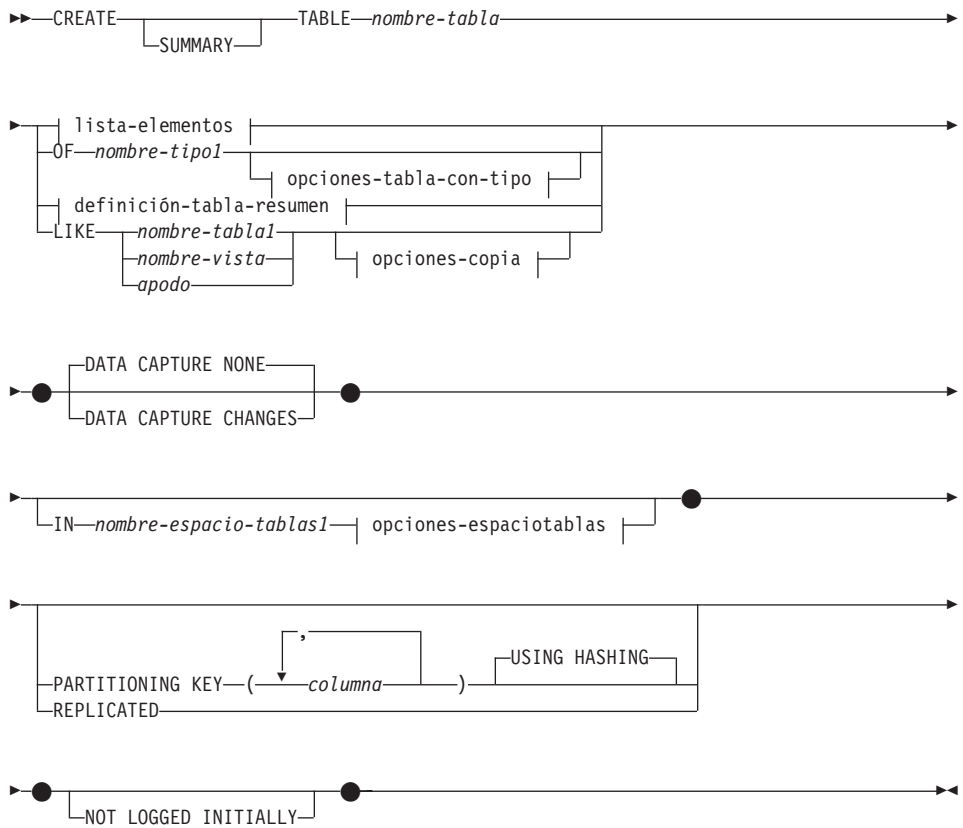 CREATE TABLE nombre-tabla
SUMMARY
lista-elementos
OF nombre-tipo1
opciones-tabla-con-tipo
definición-tabla-resumen
LIKE nombre-tabla1
nombre-vista opciones-copia
apodo
DATA CAPTURE NONE
DATA CAPTURE CHANGES
IN nombre-espacio-tablas1 opciones-espaciotablas
,
USING HASHING
PARTITIONING KEY ( columna )
REPLICATED
NOT LOGGED INITIALLY